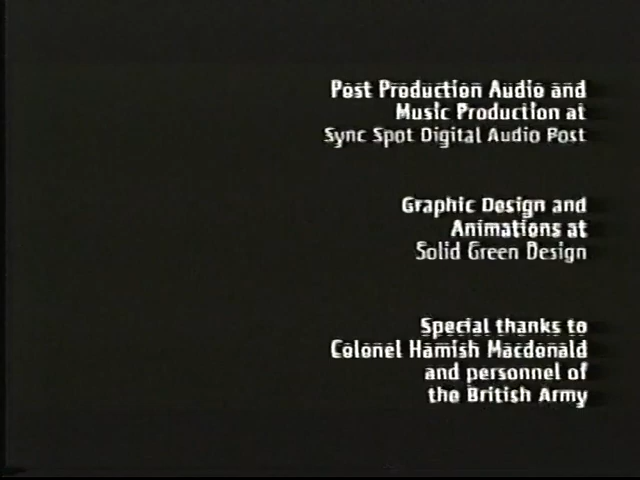 Post Production Audio and
Music Production at
Sync Spot Digital Audio Post
Graphic Design and
Animations at
Solid Green Design
Special thanks to
Colonel Hamish Macdonald
and personnel of
the British Army